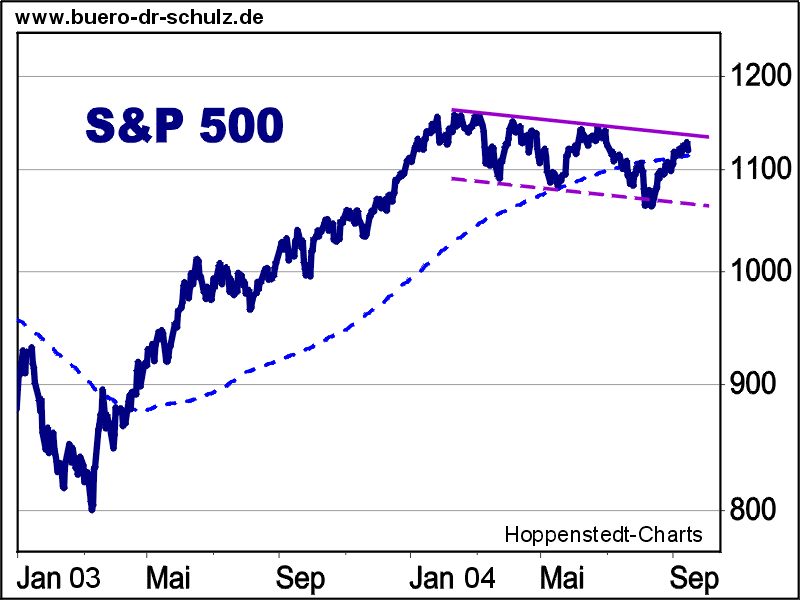 www.buero-dr-schulz.de
S&P 500
1200
1100
1000
900
800
Hoppenstedt-Charts
Jan 03 Mai Sep Jan 04 Mai Sep